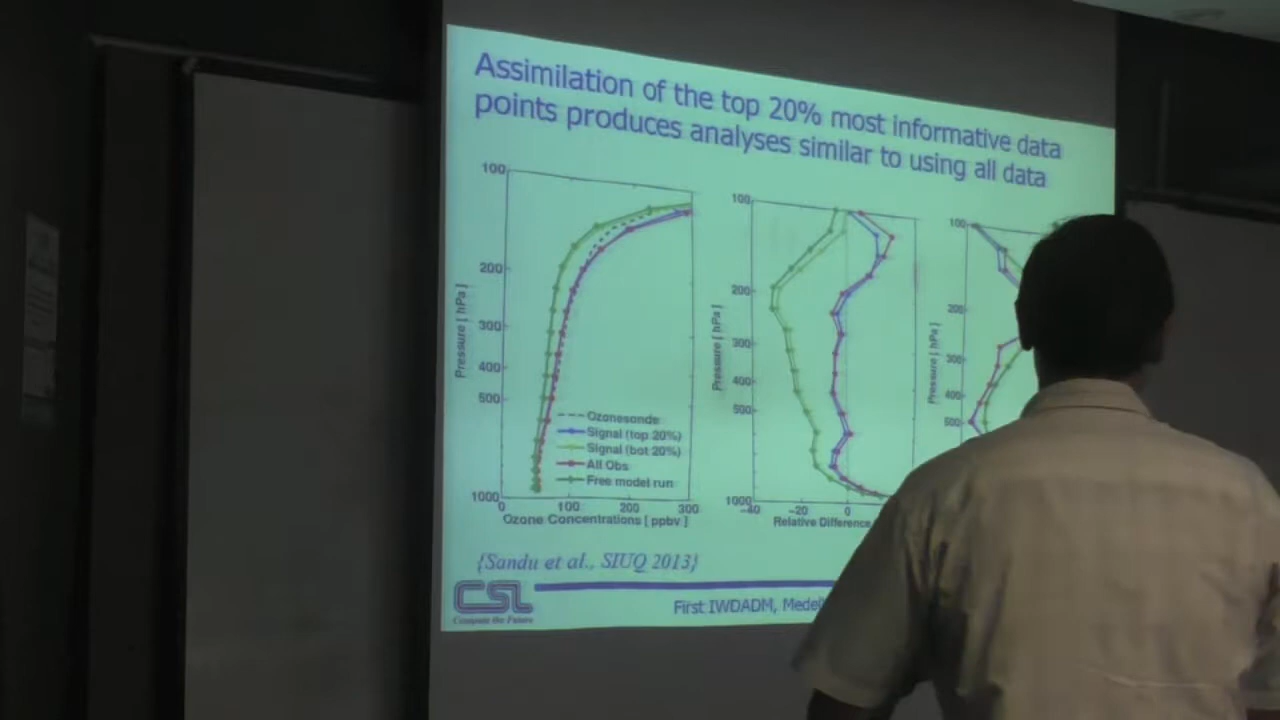 Assimilation of the top 20% most informative data
points produces analyses similar to using all data
100
200
300
400
500
1000
Pressure [ hPa ]
0 100 200 300
Ozone Concentrations [ ppbv ]
Ozonesonde
Signal (top 20%)
Signal (bot 20%)
All Obs
Free model run
100
200
300
400
500
1000
Pressure [ hPa ]
-40 -20 0
Relative Difference
100
200
300
400
500
Pressure [ hPa ]
{Sandu et al., SIUQ 2013}
CSL
Compute the Future
First IWDADM,